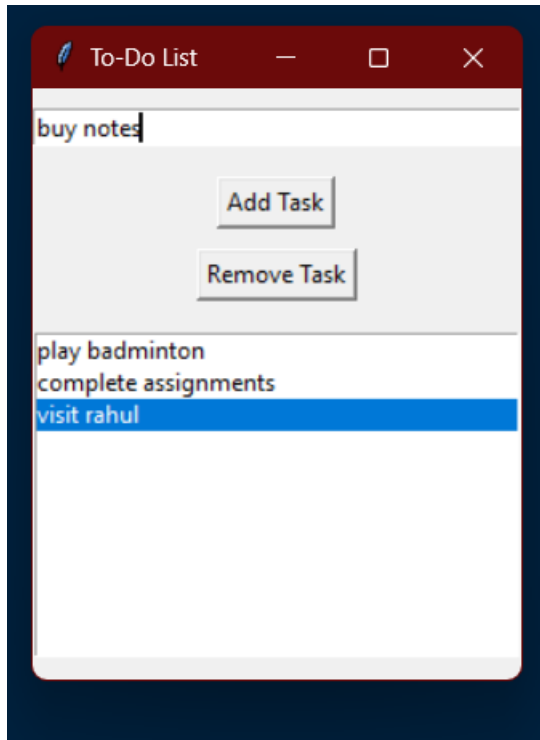 To-Do List
buy notes
Add Task
Remove Task
play badminton
complete assignments
visit rahul